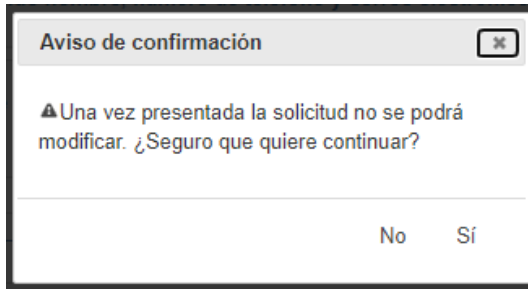 Aviso de confirmación
Una vez presentada la solicitud no se podrá
modificar. ¿Seguro que quiere continuar?
No Sí